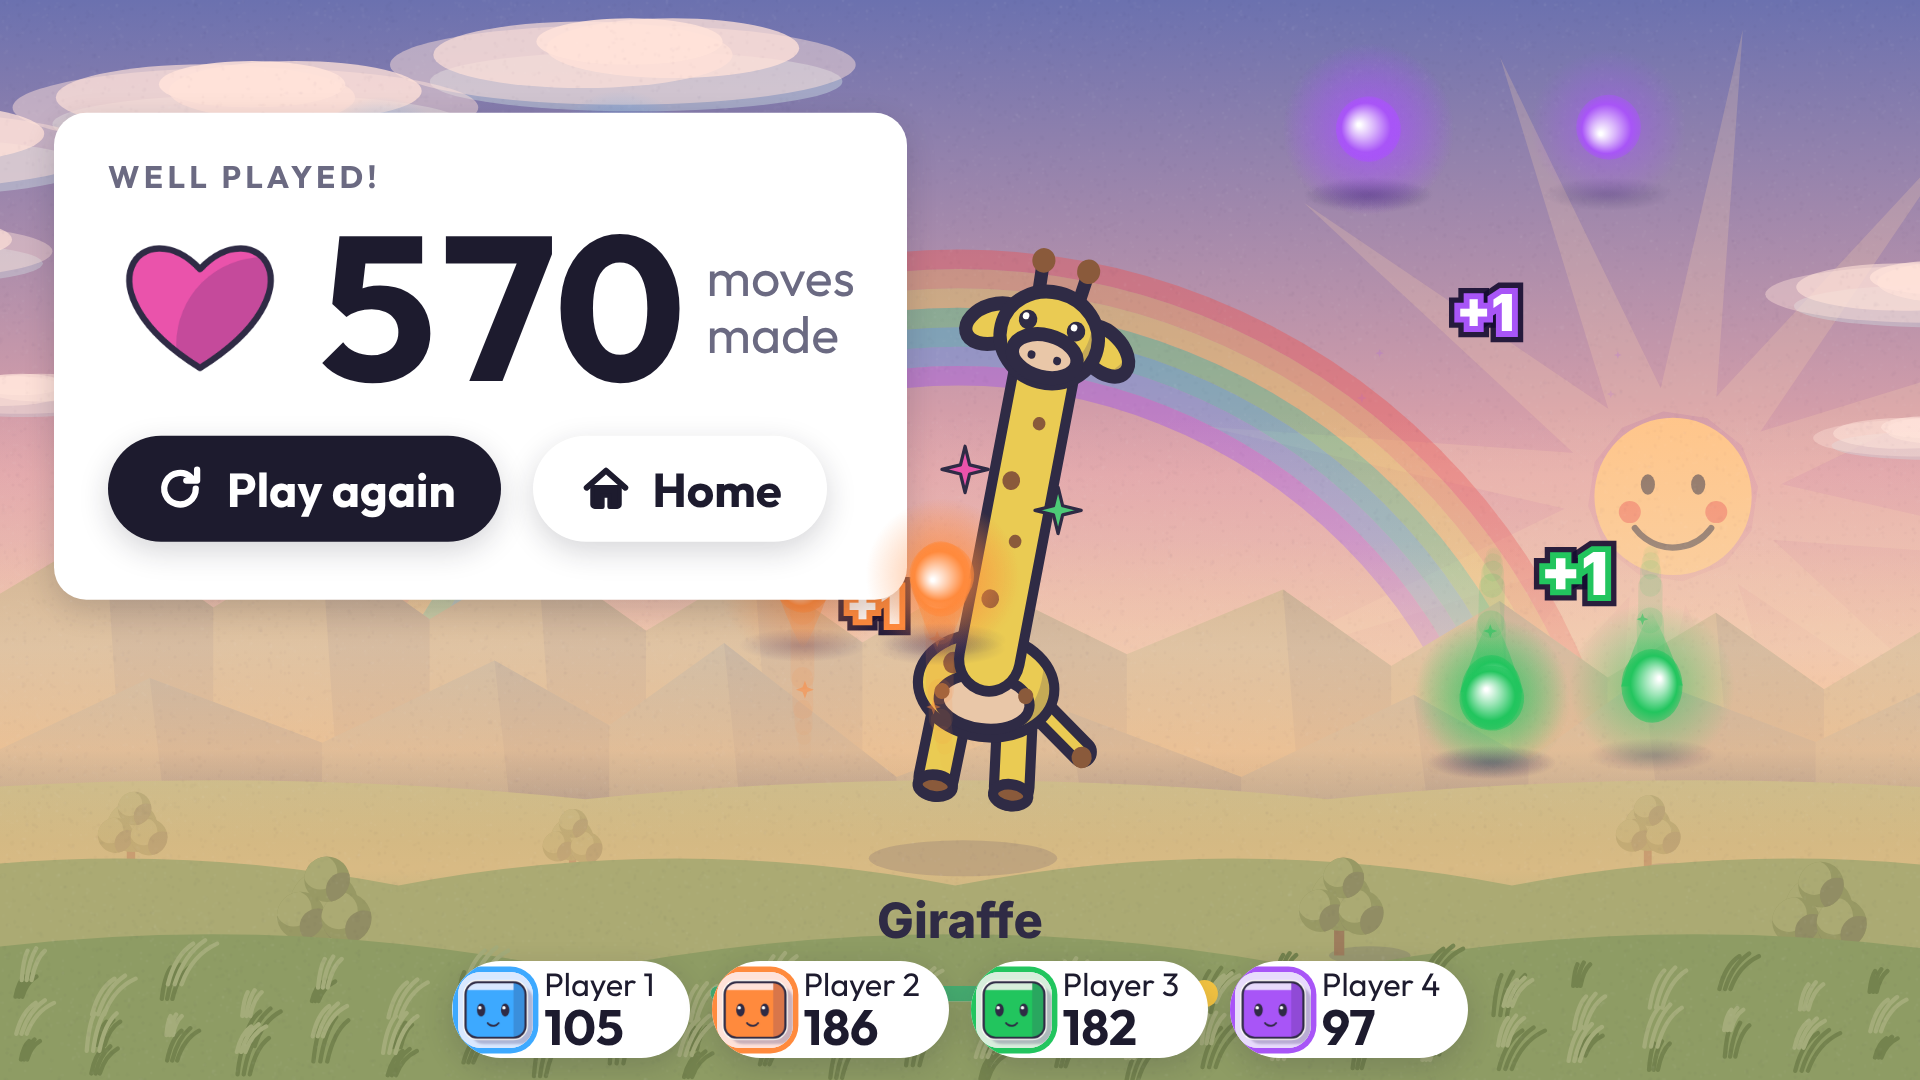 WELL PLAYED!
570
moves
made
Play again
Home
+1
+1
+1
Giraffe
Player 1
105
Player 2
186
Player 3
182
Player 4
97